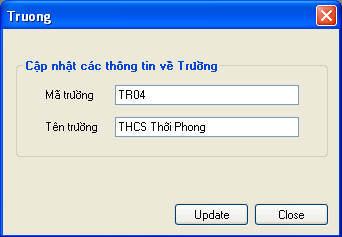 Truong
Cập nhật các thông tin về Trường
Mã trường TR04
Tên trường THCS Thới Phong
Update Close